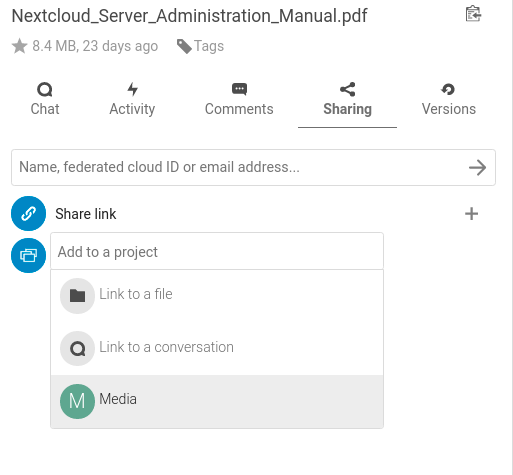 Nextcloud_Server_Administration_Manual.pdf
8.4 MB, 23 days ago Tags
Chat Activity Comments Sharing Versions
Name, federated cloud ID or email address...
Share link
Add to a project
Link to a file
Link to a conversation
M Media